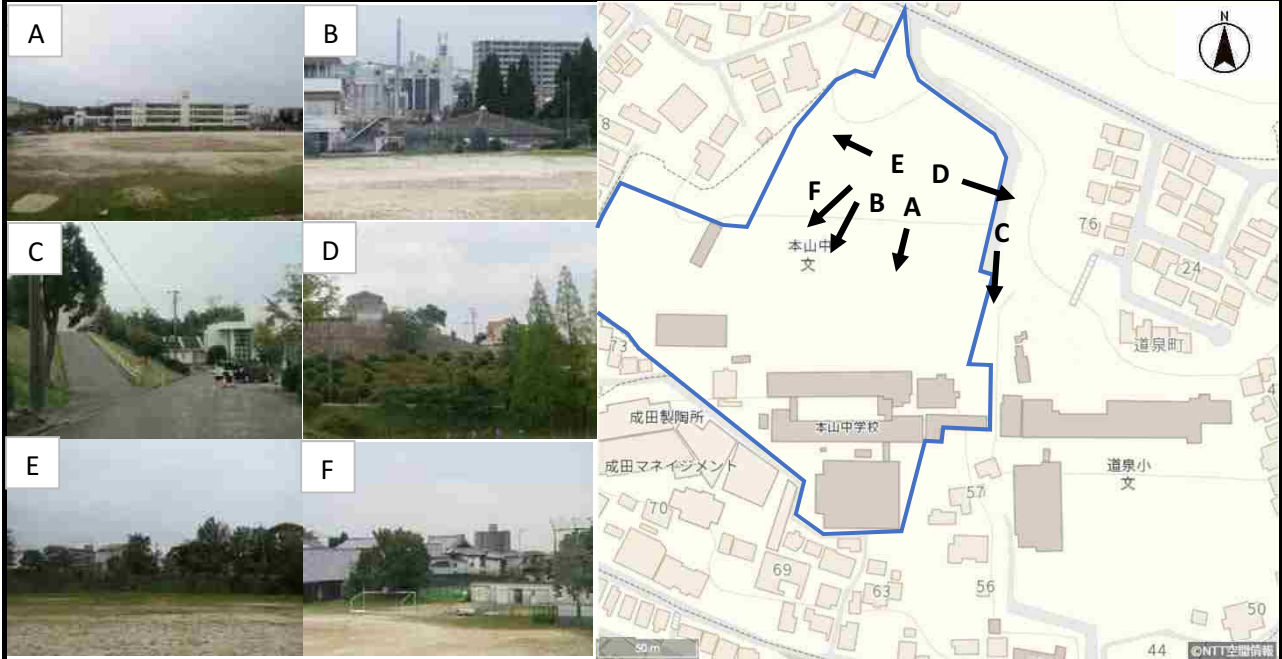 A
B
C
D
E
F
N
8
E
D
F
B
A
C
76
本山中
文
24
道泉町
73
4
成田製陶所
本山中学校
成田マネイジメント
道泉小
文
57
70
69
56
63
50
44
50 m
©NTT空間情報